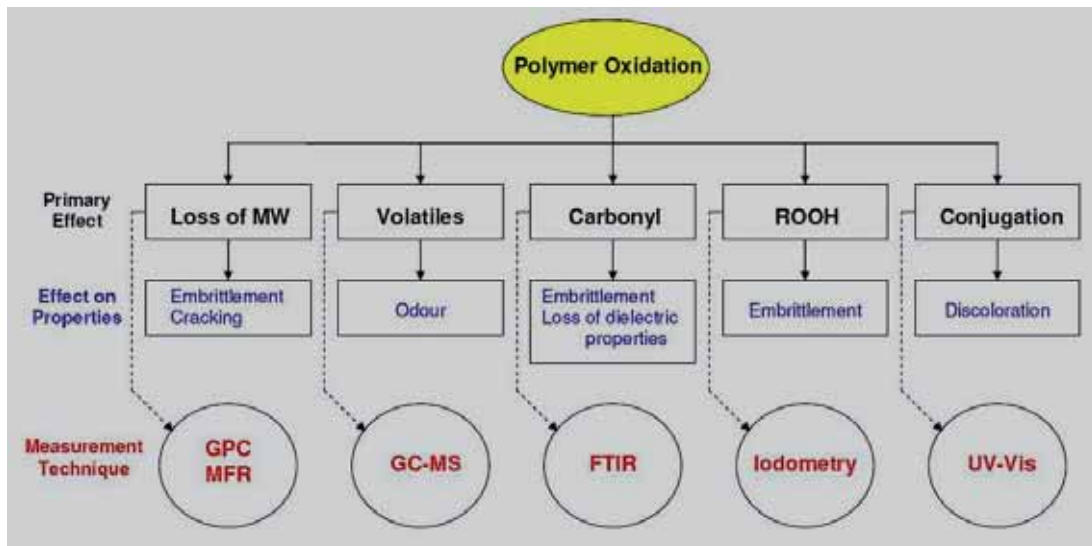 Polymer Oxidation
Primary
Effect
Loss of MW
Volatiles
Carbonyl
ROOH
Conjugation
Effect on
Properties
Embrittlement
Cracking
Odour
Embrittlement
Loss of dielectric
properties
Embrittlement
Discoloration
Measurement
Technique
GPC
MFR
GC-MS
FTIR
Iodometry
UV-Vis